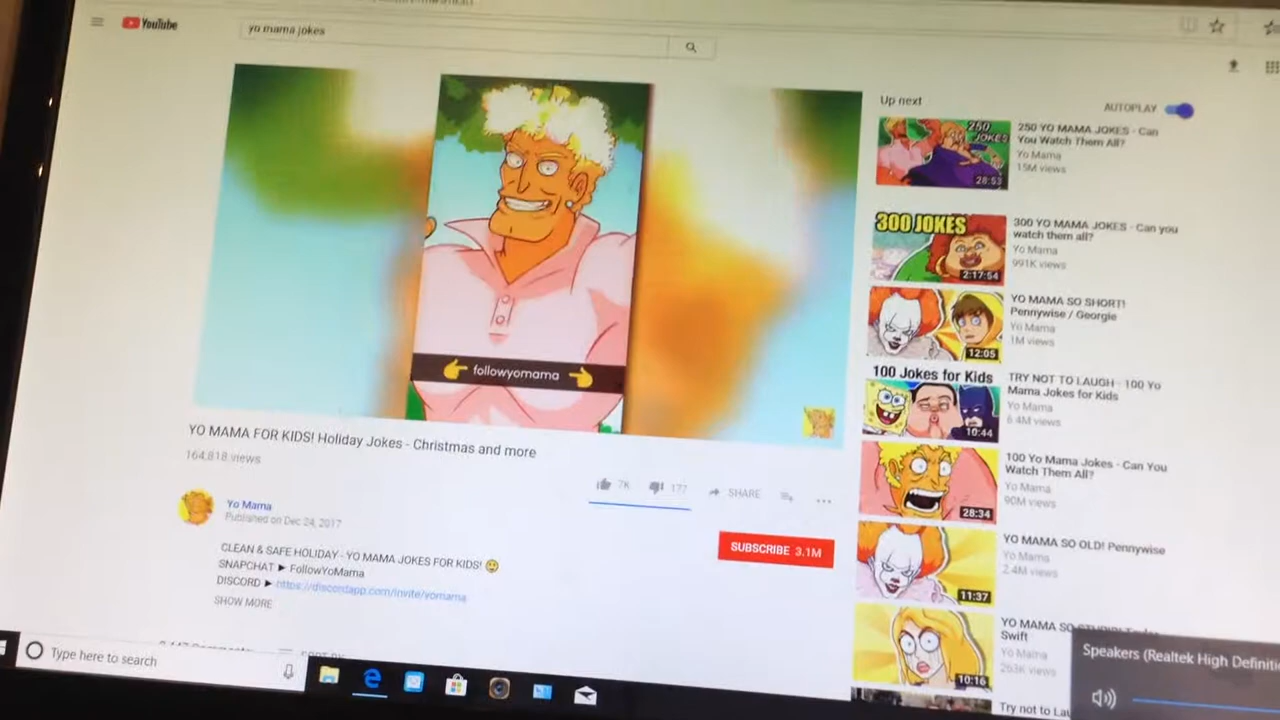 YouTube
yo mama jokes
followyomama
YO MAMA FOR KIDS! Holiday Jokes - Christmas and more
164,818 views
7K
177
SHARE
Yo Mama
Published on Dec 24, 2017
SUBSCRIBE 3.1M
CLEAN & SAFE HOLIDAY - YO MAMA JOKES FOR KIDS!
SNAPCHAT ► FollowYoMama
DISCORD ► https://discordapp.com/invite/yomama
SHOW MORE
Up next
AUTOPLAY
250
JOKES
28:53
250 YO MAMA JOKES - Can
You Watch Them All?
Yo Mama
15M views
300 JOKES
2:17:54
300 YO MAMA JOKES - Can you
watch them all?
Yo Mama
991K views
12:05
YO MAMA SO SHORT!
Pennywise / Georgie
Yo Mama
1M views
100 Jokes for Kids
10:44
TRY NOT TO LAUGH - 100 Yo
Mama Jokes for Kids
Yo Mama
6.4M views
28:34
100 Yo Mama Jokes - Can You
Watch Them All?
Yo Mama
90M views
11:37
YO MAMA SO OLD! Pennywise
Yo Mama
2.4M views
10:16
YO MAMA SO
Swift
Yo Mama
263K views
Try not to
Speakers (Realtek High Definiti
Type here to search